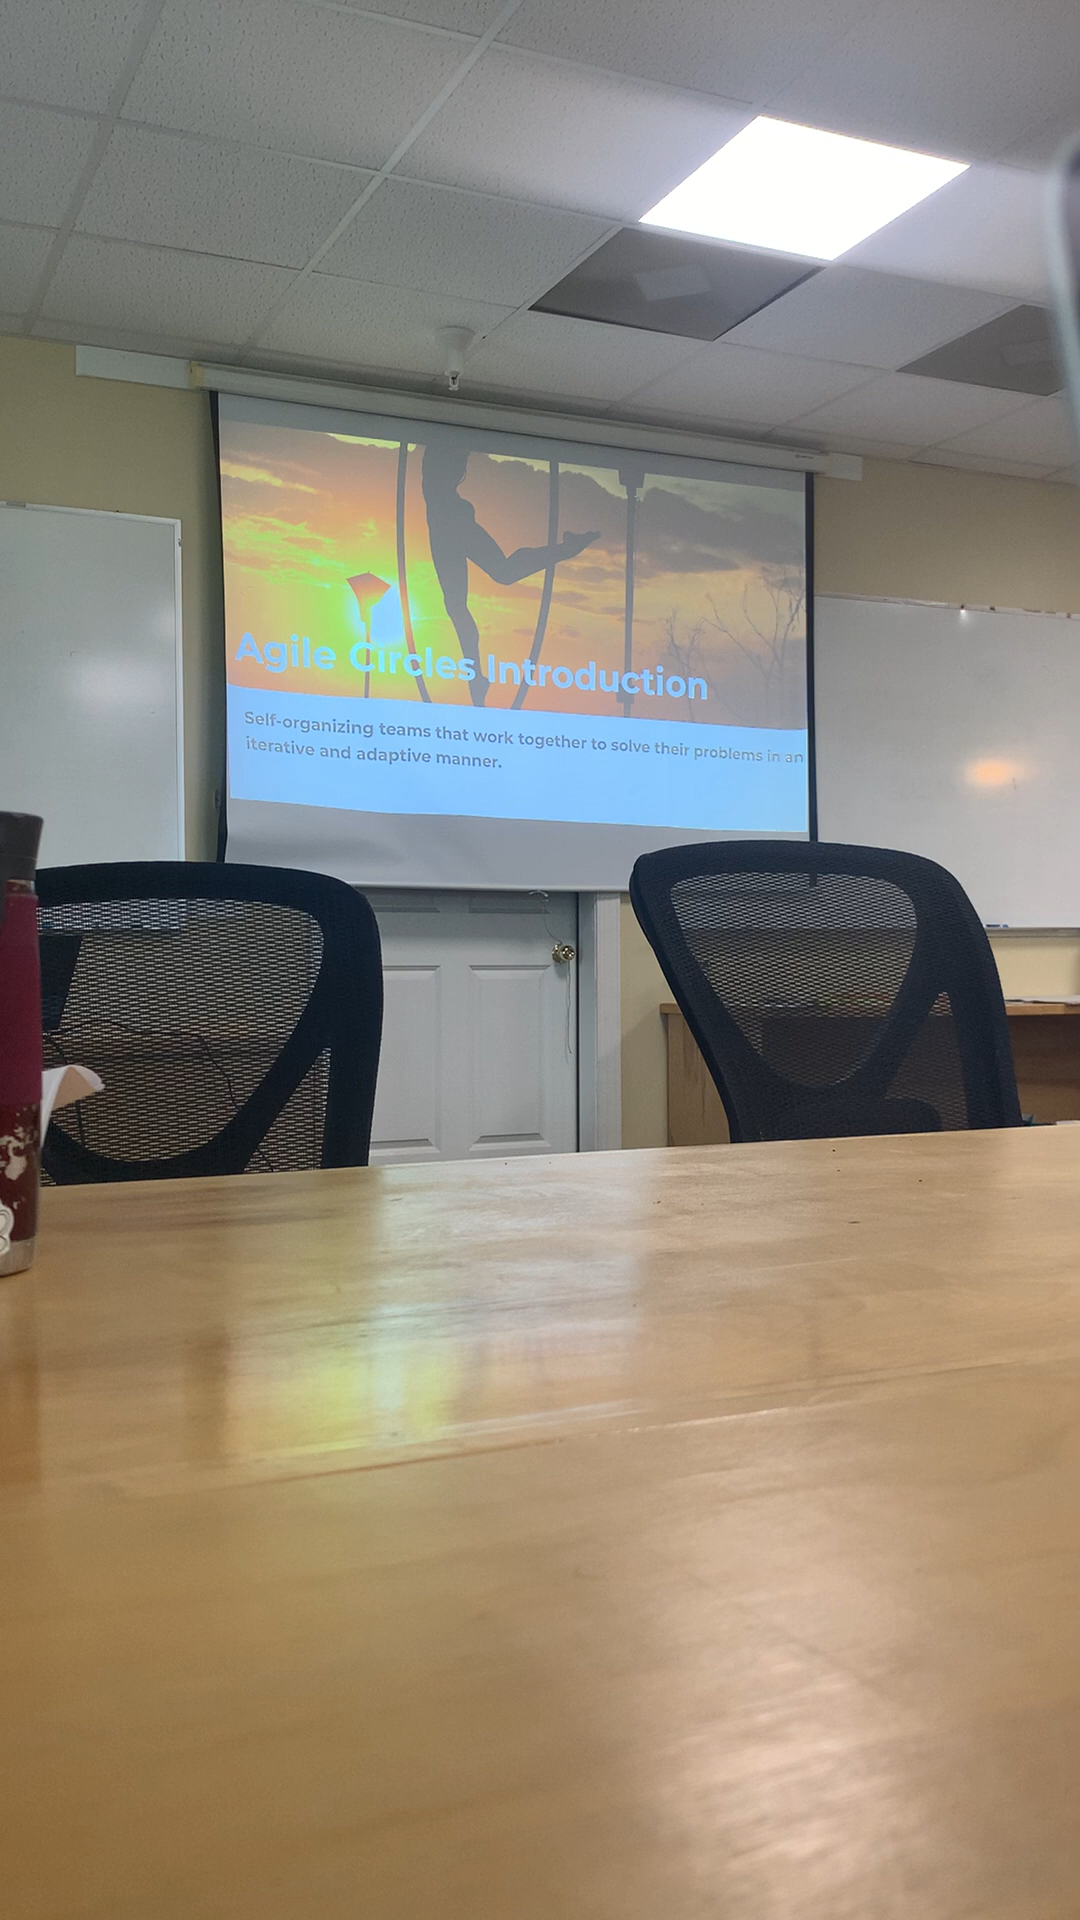 Agile Circles Introduction
Self-organizing teams that work together to solve their problems in an
iterative and adaptive manner.